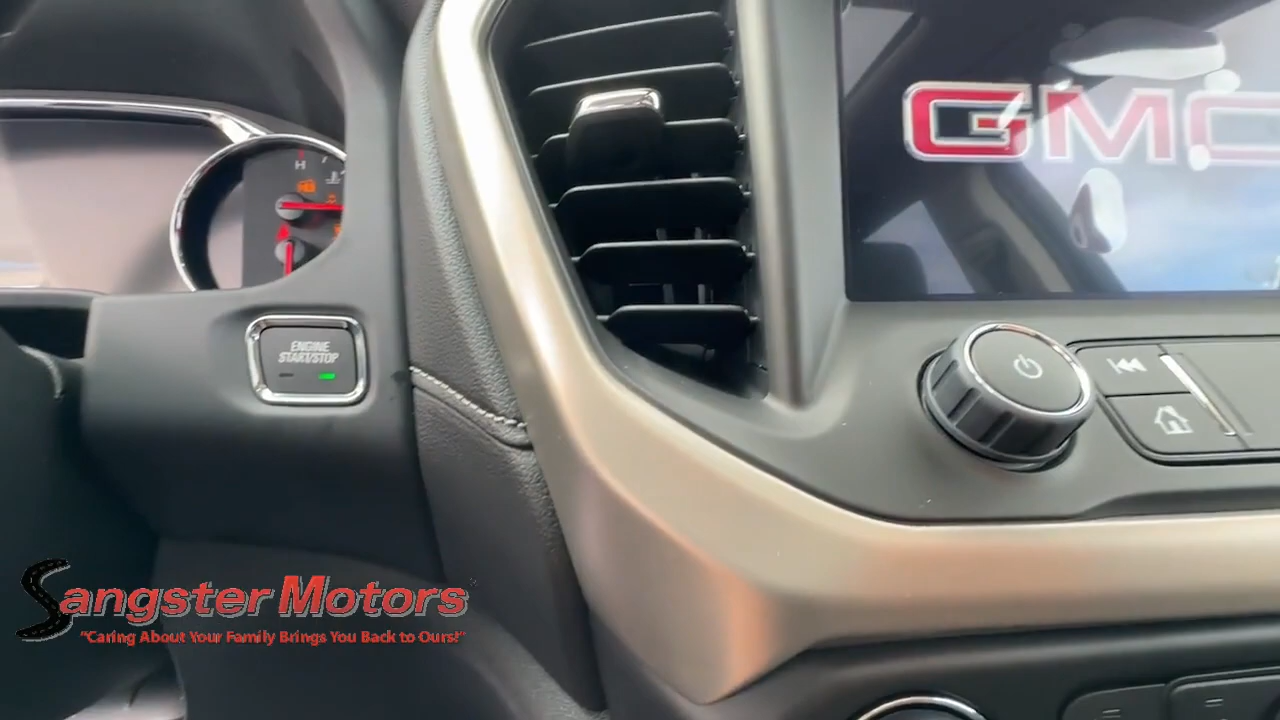 H
GMC
ENGINE
START/STOP
Sangster Motors
"Caring About Your Family Brings You Back to Ours!"